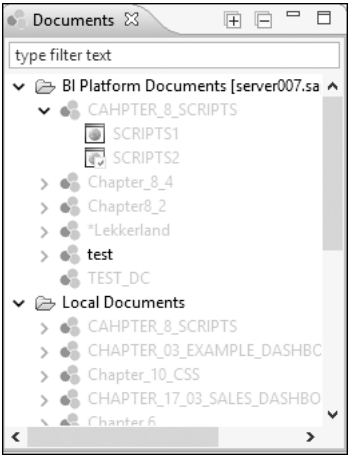 Documents
type filter text
BI Platform Documents [server007.sa
CAHPTER_8_SCRIPTS
SCRIPTS1
SCRIPTS2
Chapter_8_4
Chapter8_2
*Lekkerland
test
TEST_DC
Local Documents
CAHPTER_8_SCRIPTS
CHAPTER_03_EXAMPLE_DASHBO
Chapter_10_CSS
CHAPTER_17_03_SALES_DASHBO
Chapter 6